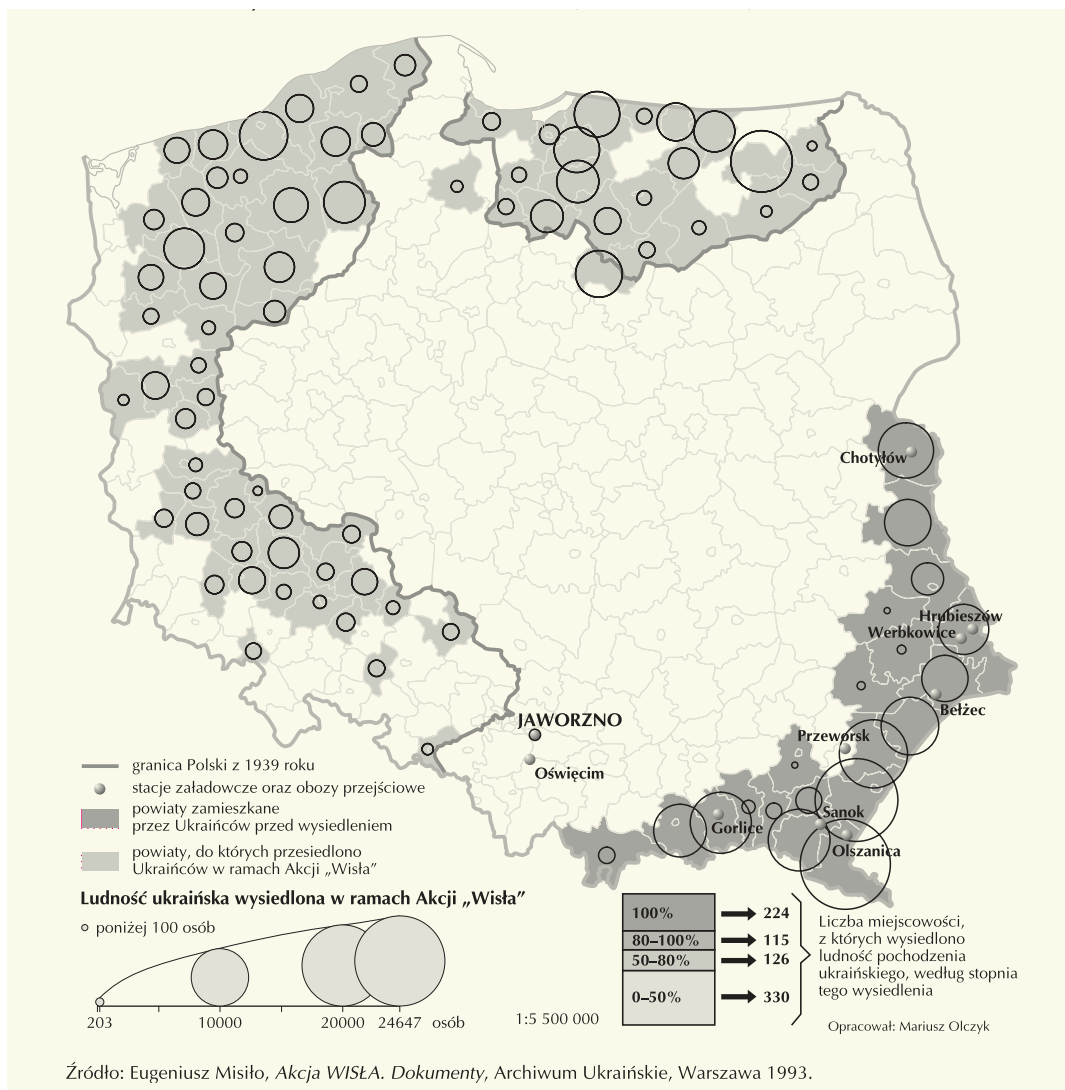 Chotyłów
Hrubieszów
Werbkowice
Bełżec
JAWORZNO
Przeworsk
Oświęcim
Sanok
Gorlice
Olszanica
granica Polski z 1939 roku
stacje załadowcze oraz obozy przejściowe
powiaty zamieszkane
przez Ukraińców przed wysiedleniem
powiaty, do których przesiedlono
Ukraińców w ramach Akcji „Wisła”
Ludność ukraińska wysiedlona w ramach Akcji „Wisła”
poniżej 100 osób
203 10000 20000 24647 osób
1:5 500 000
100% 224
80–100% 115
50–80% 126
0–50% 330
Liczba miejscowości,
z których wysiedlono
ludność pochodzenia
ukraińskiego, według stopnia
tego wysiedlenia
Opracował: Mariusz Olczyk
Źródło: Eugeniusz Misiło, Akcja WISŁA. Dokumenty, Archiwum Ukraińskie, Warszawa 1993.